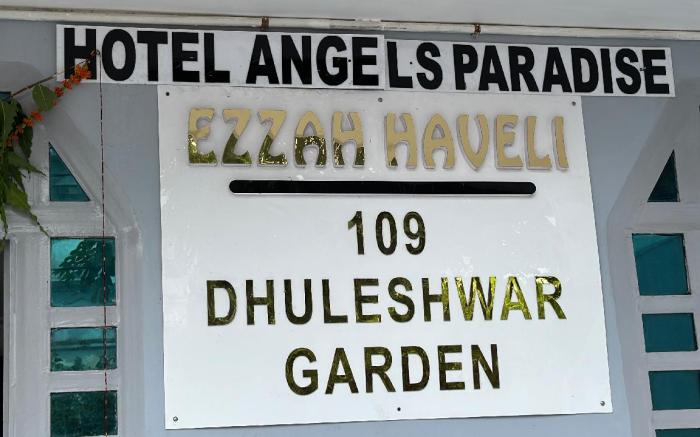 HOTEL ANGELS PARADISE
EZZAH HAVELI
109
DHULESHWAR
GARDEN